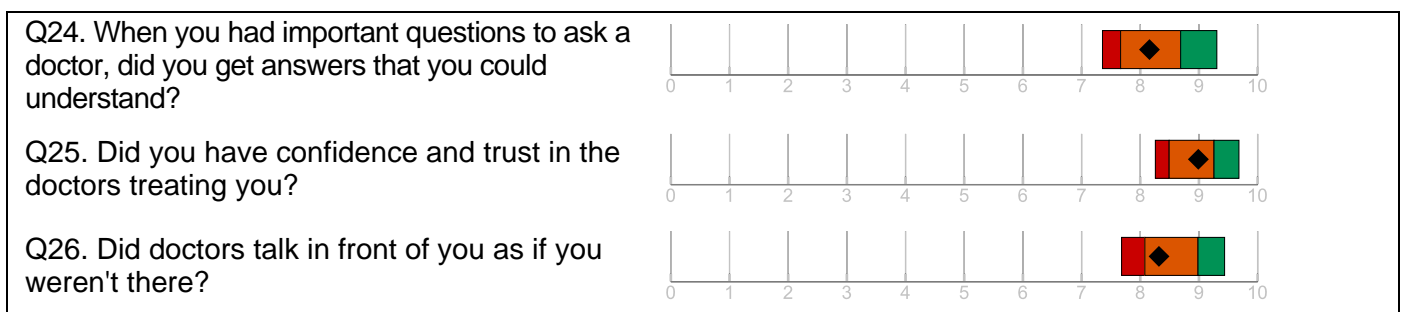 Q24. When you had important questions to ask a
doctor, did you get answers that you could
understand?
0 1 2 3 4 5 6 7 8 9 10
Q25. Did you have confidence and trust in the
doctors treating you?
0 1 2 3 4 5 6 7 8 9 10
Q26. Did doctors talk in front of you as if you
weren't there?
0 1 2 3 4 5 6 7 8 9 10